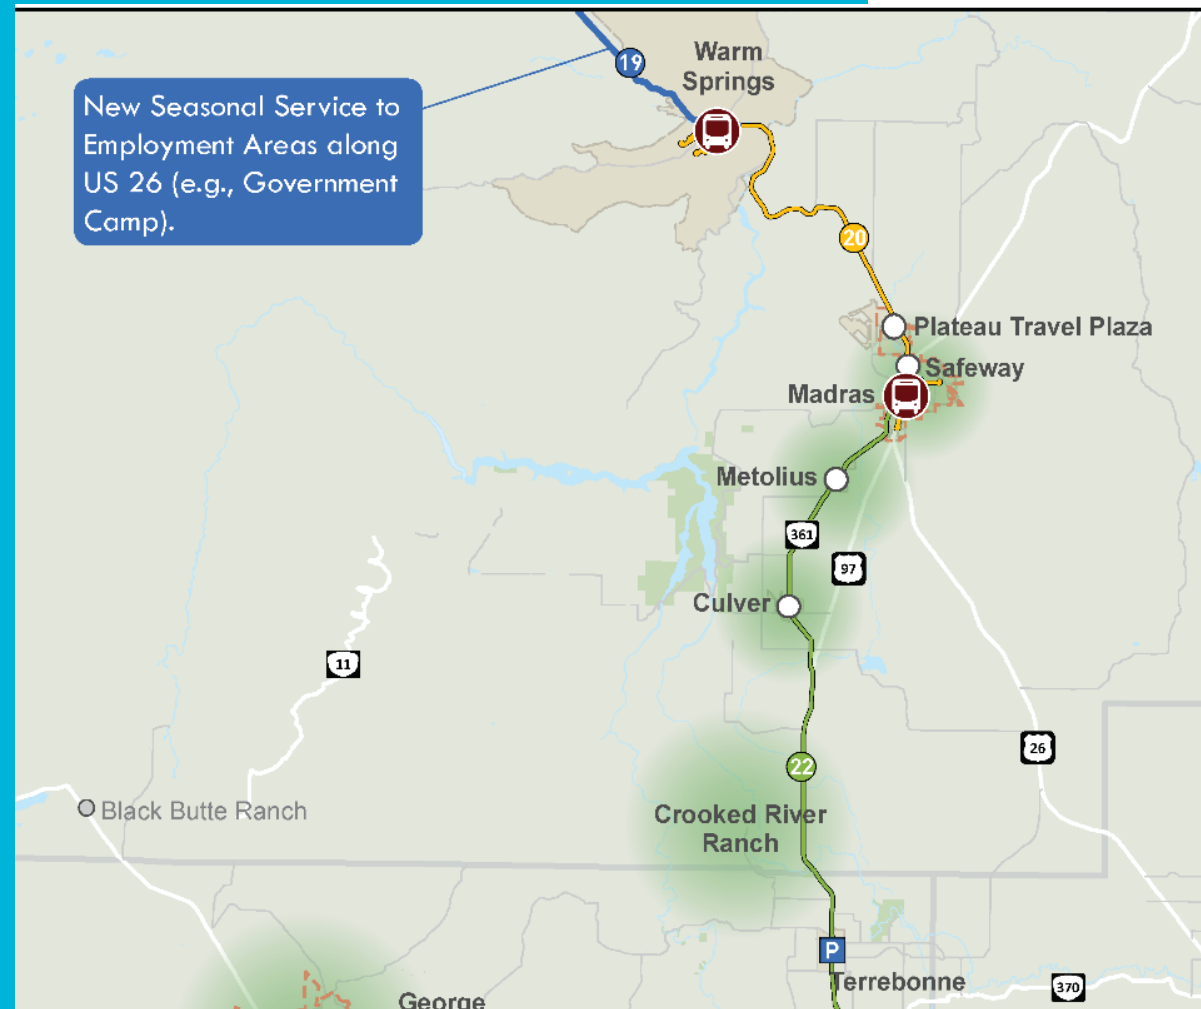 New Seasonal Service to
Employment Areas along
US 26 (e.g., Government
Camp).
19
Warm
Springs
20
Plateau Travel Plaza
Safeway
Madras
Metolius
361
97
Culver
11
26
22
Black Butte Ranch
Crooked River
Ranch
P
Terrebonne
370
George